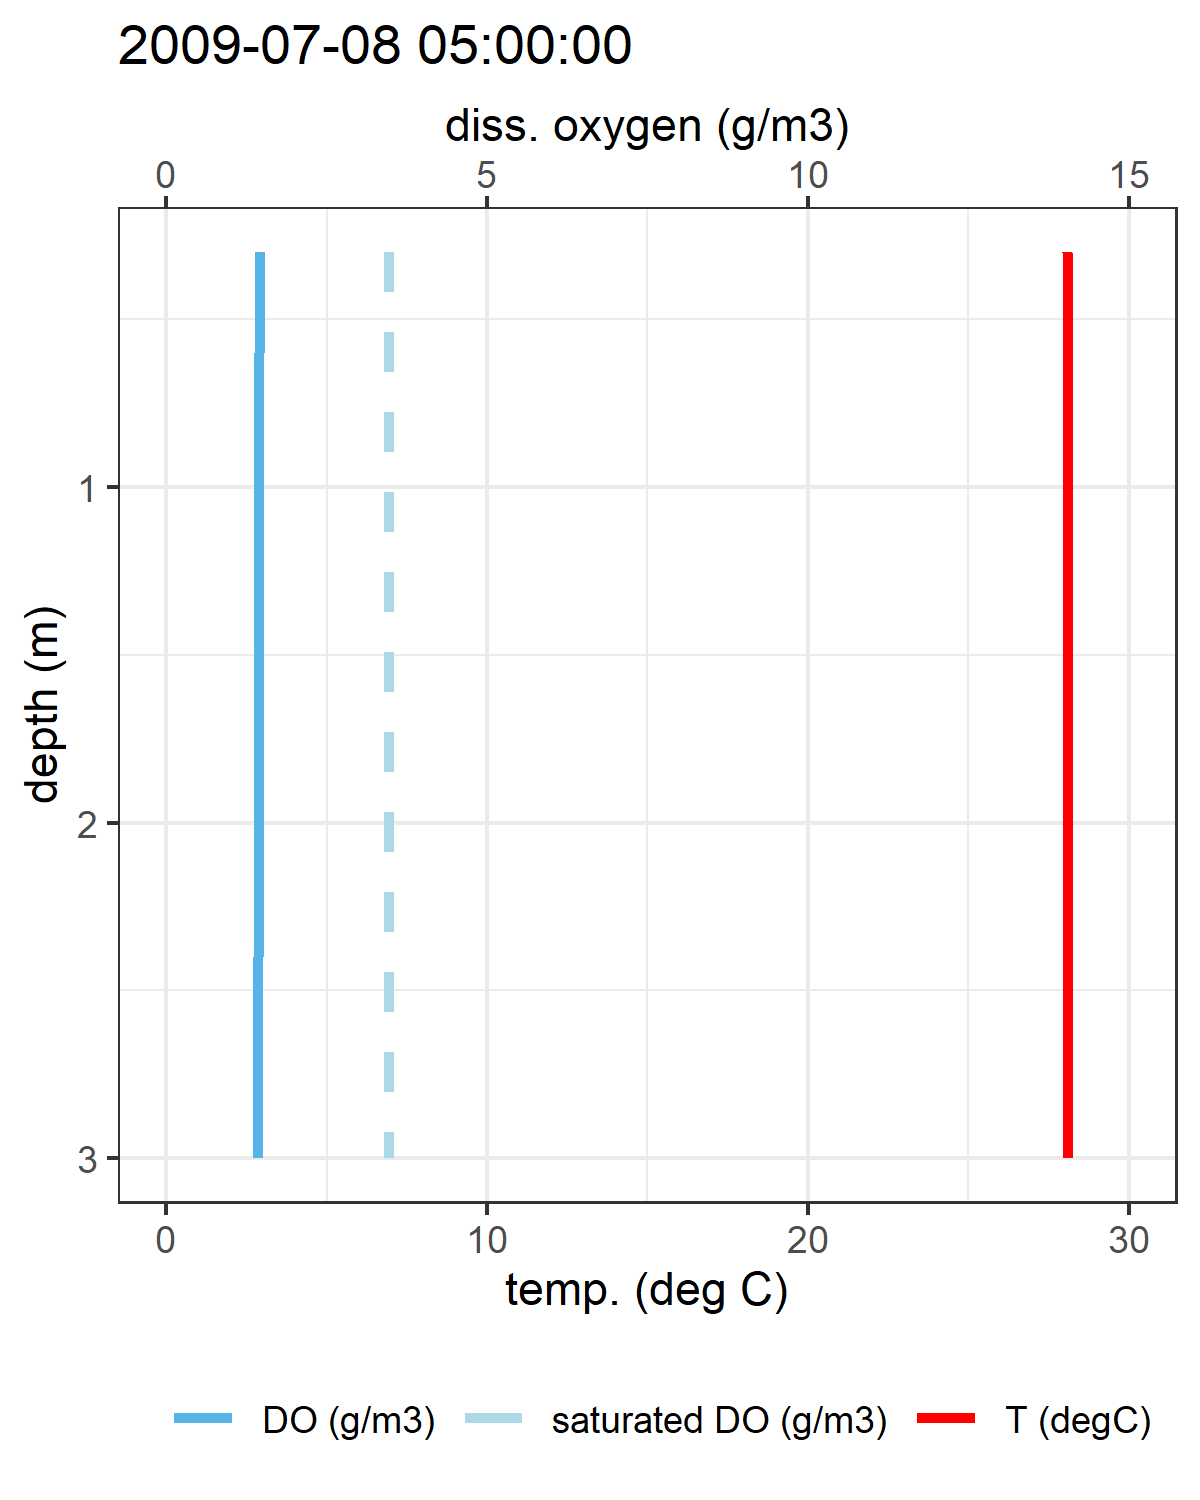 2009-07-08 05:00:00
diss. oxygen (g/m3)
0 5 10 15
1
2
3
depth (m)
0 10 20 30
temp. (deg C)
DO (g/m3) saturated DO (g/m3) T (degC)